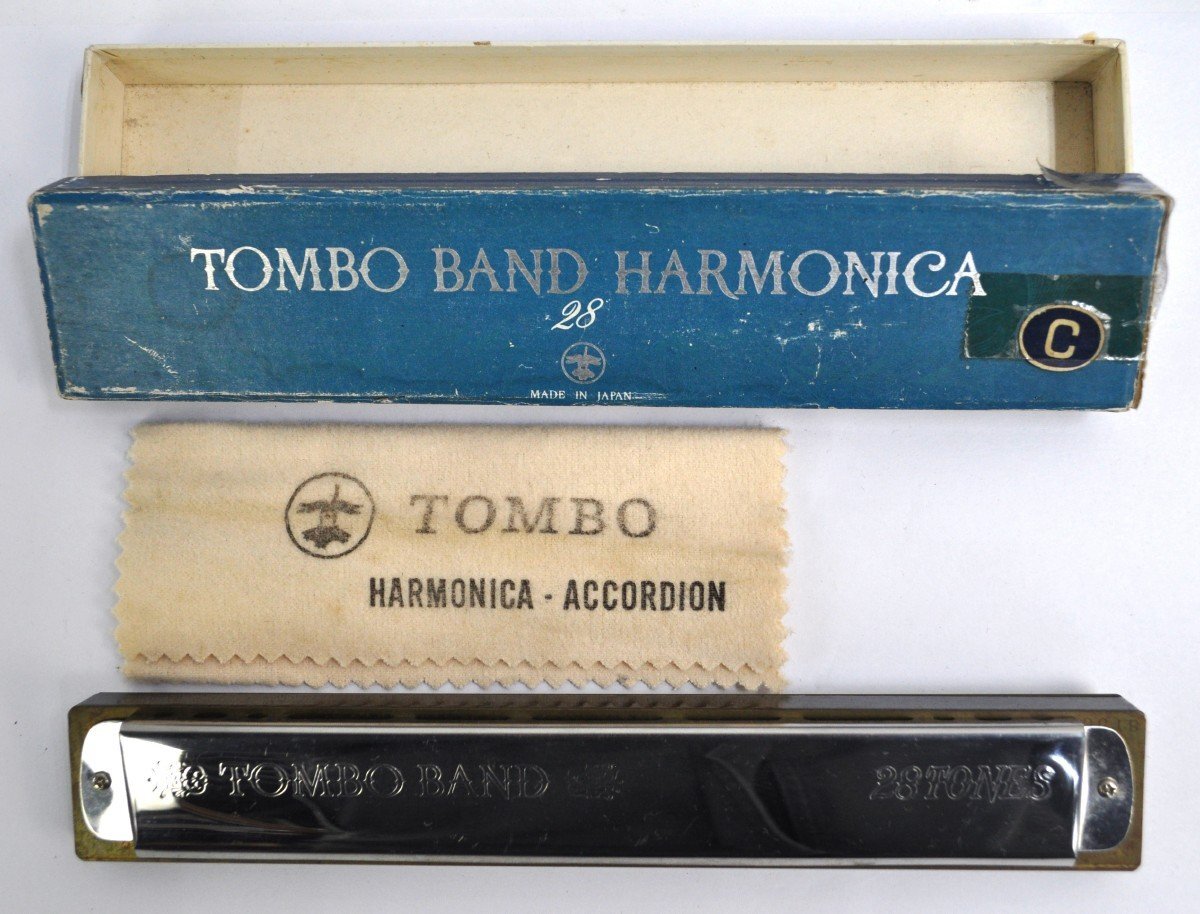 TOMBO BAND HARMONICA
28
C
MADE IN JAPAN
TOMBO
HARMONICA - ACCORDION
TOMBO BAND
28 TONES